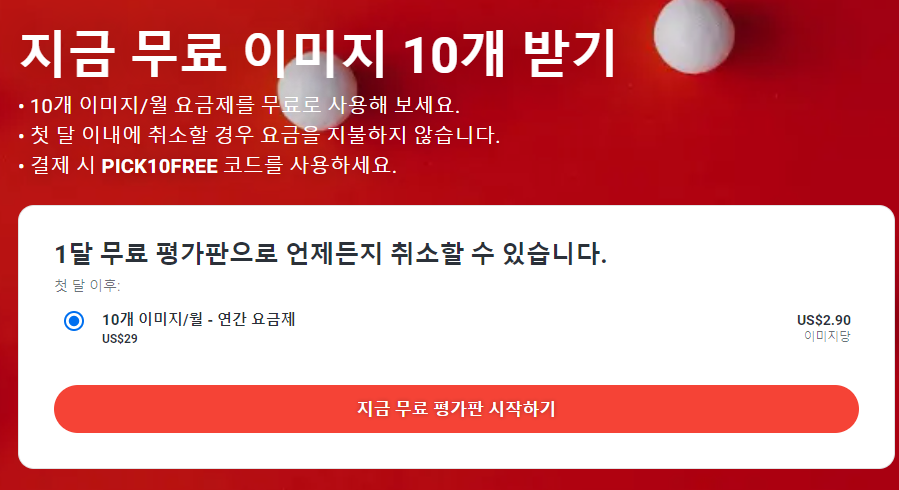 지금 무료 이미지 10개 받기
• 10개 이미지/월 요금제를 무료로 사용해 보세요.
• 첫 달 이내에 취소할 경우 요금을 지불하지 않습니다.
• 결제 시 PICK10FREE 코드를 사용하세요.
1달 무료 평가판으로 언제든지 취소할 수 있습니다.
첫 달 이후:
10개 이미지/월 - 연간 요금제
US$29
US$2.90
이미지당
지금 무료 평가판 시작하기